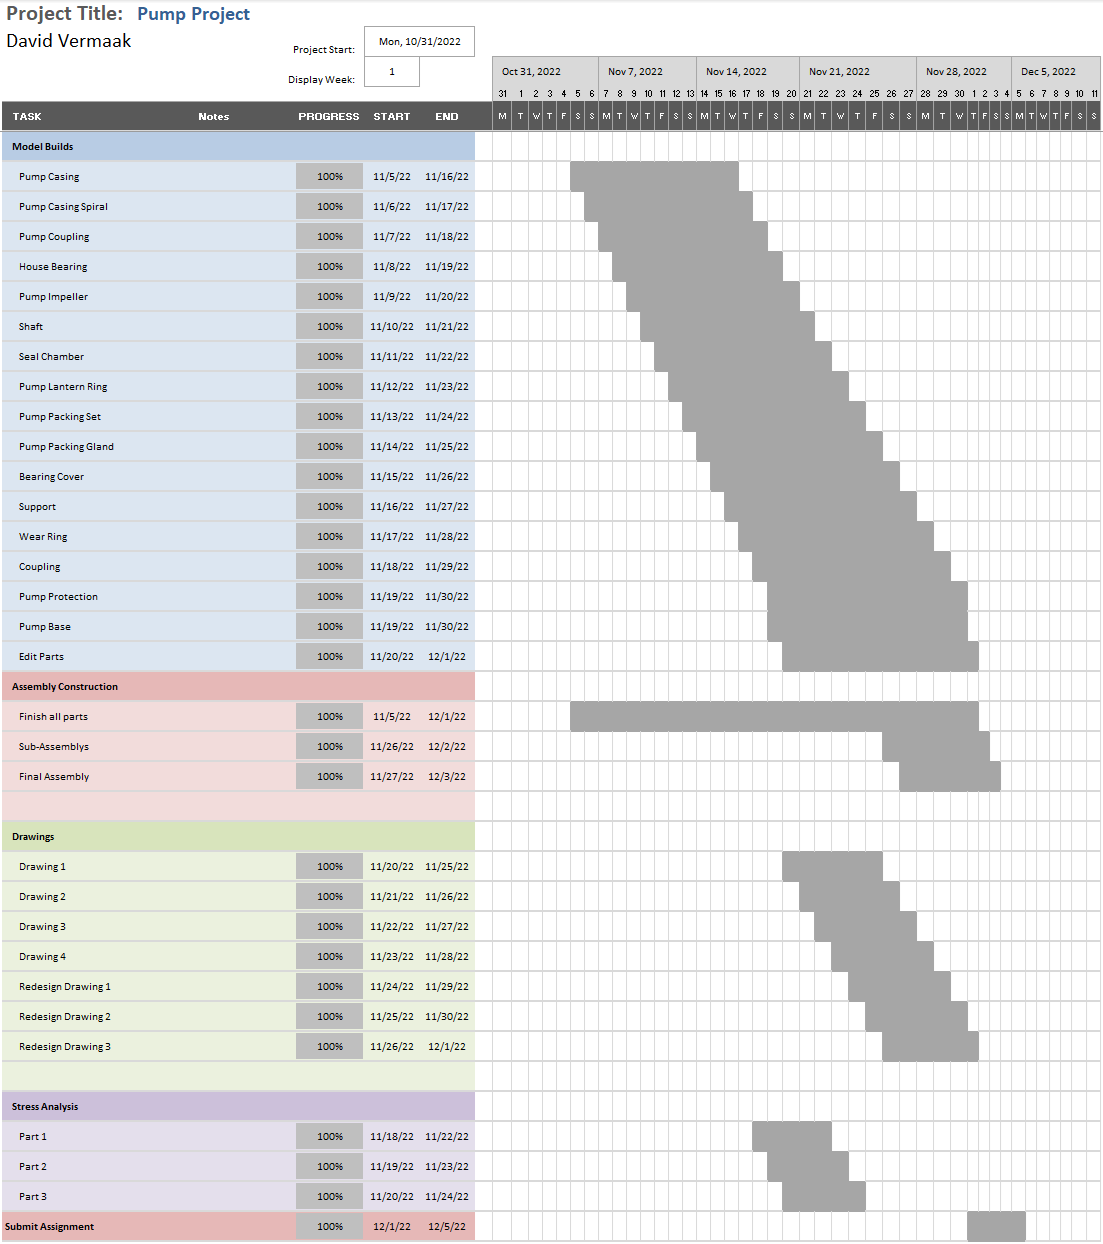 Project Title: Pump Project
David Vermaak
Project Start: Mon, 10/31/2022
Display Week: 1
Oct 31, 2022 Nov 7, 2022 Nov 14, 2022 Nov 21, 2022 Nov 28, 2022 Dec 5, 2022
31 1 2 3 4 5 6 7 8 9 10 11 12 13 14 15 16 17 18 19 20 21 22 23 24 25 26 27 28 29 30 1 2 3 4 5 6 7 8 9 10 11
TASK Notes PROGRESS START END M T W T F S S M T W T F S S M T W T F S S M T W T F S S M T W T F S S M T W T F S S
Model Builds
Pump Casing 100% 11/5/22 11/16/22
Pump Casing Spiral 100% 11/6/22 11/17/22
Pump Coupling 100% 11/7/22 11/18/22
House Bearing 100% 11/8/22 11/19/22
Pump Impeller 100% 11/9/22 11/20/22
Shaft 100% 11/10/22 11/21/22
Seal Chamber 100% 11/11/22 11/22/22
Pump Lantern Ring 100% 11/12/22 11/23/22
Pump Packing Set 100% 11/13/22 11/24/22
Pump Packing Gland 100% 11/14/22 11/25/22
Bearing Cover 100% 11/15/22 11/26/22
Support 100% 11/16/22 11/27/22
Wear Ring 100% 11/17/22 11/28/22
Coupling 100% 11/18/22 11/29/22
Pump Protection 100% 11/19/22 11/30/22
Pump Base 100% 11/19/22 11/30/22
Edit Parts 100% 11/20/22 12/1/22
Assembly Construction
Finish all parts 100% 11/5/22 12/1/22
Sub-Assemblys 100% 11/26/22 12/2/22
Final Assembly 100% 11/27/22 12/3/22
Drawings
Drawing 1 100% 11/20/22 11/25/22
Drawing 2 100% 11/21/22 11/26/22
Drawing 3 100% 11/22/22 11/27/22
Drawing 4 100% 11/23/22 11/28/22
Redesign Drawing 1 100% 11/24/22 11/29/22
Redesign Drawing 2 100% 11/25/22 11/30/22
Redesign Drawing 3 100% 11/26/22 12/1/22
Stress Analysis
Part 1 100% 11/18/22 11/22/22
Part 2 100% 11/19/22 11/23/22
Part 3 100% 11/20/22 11/24/22
Submit Assignment 100% 12/1/22 12/5/22